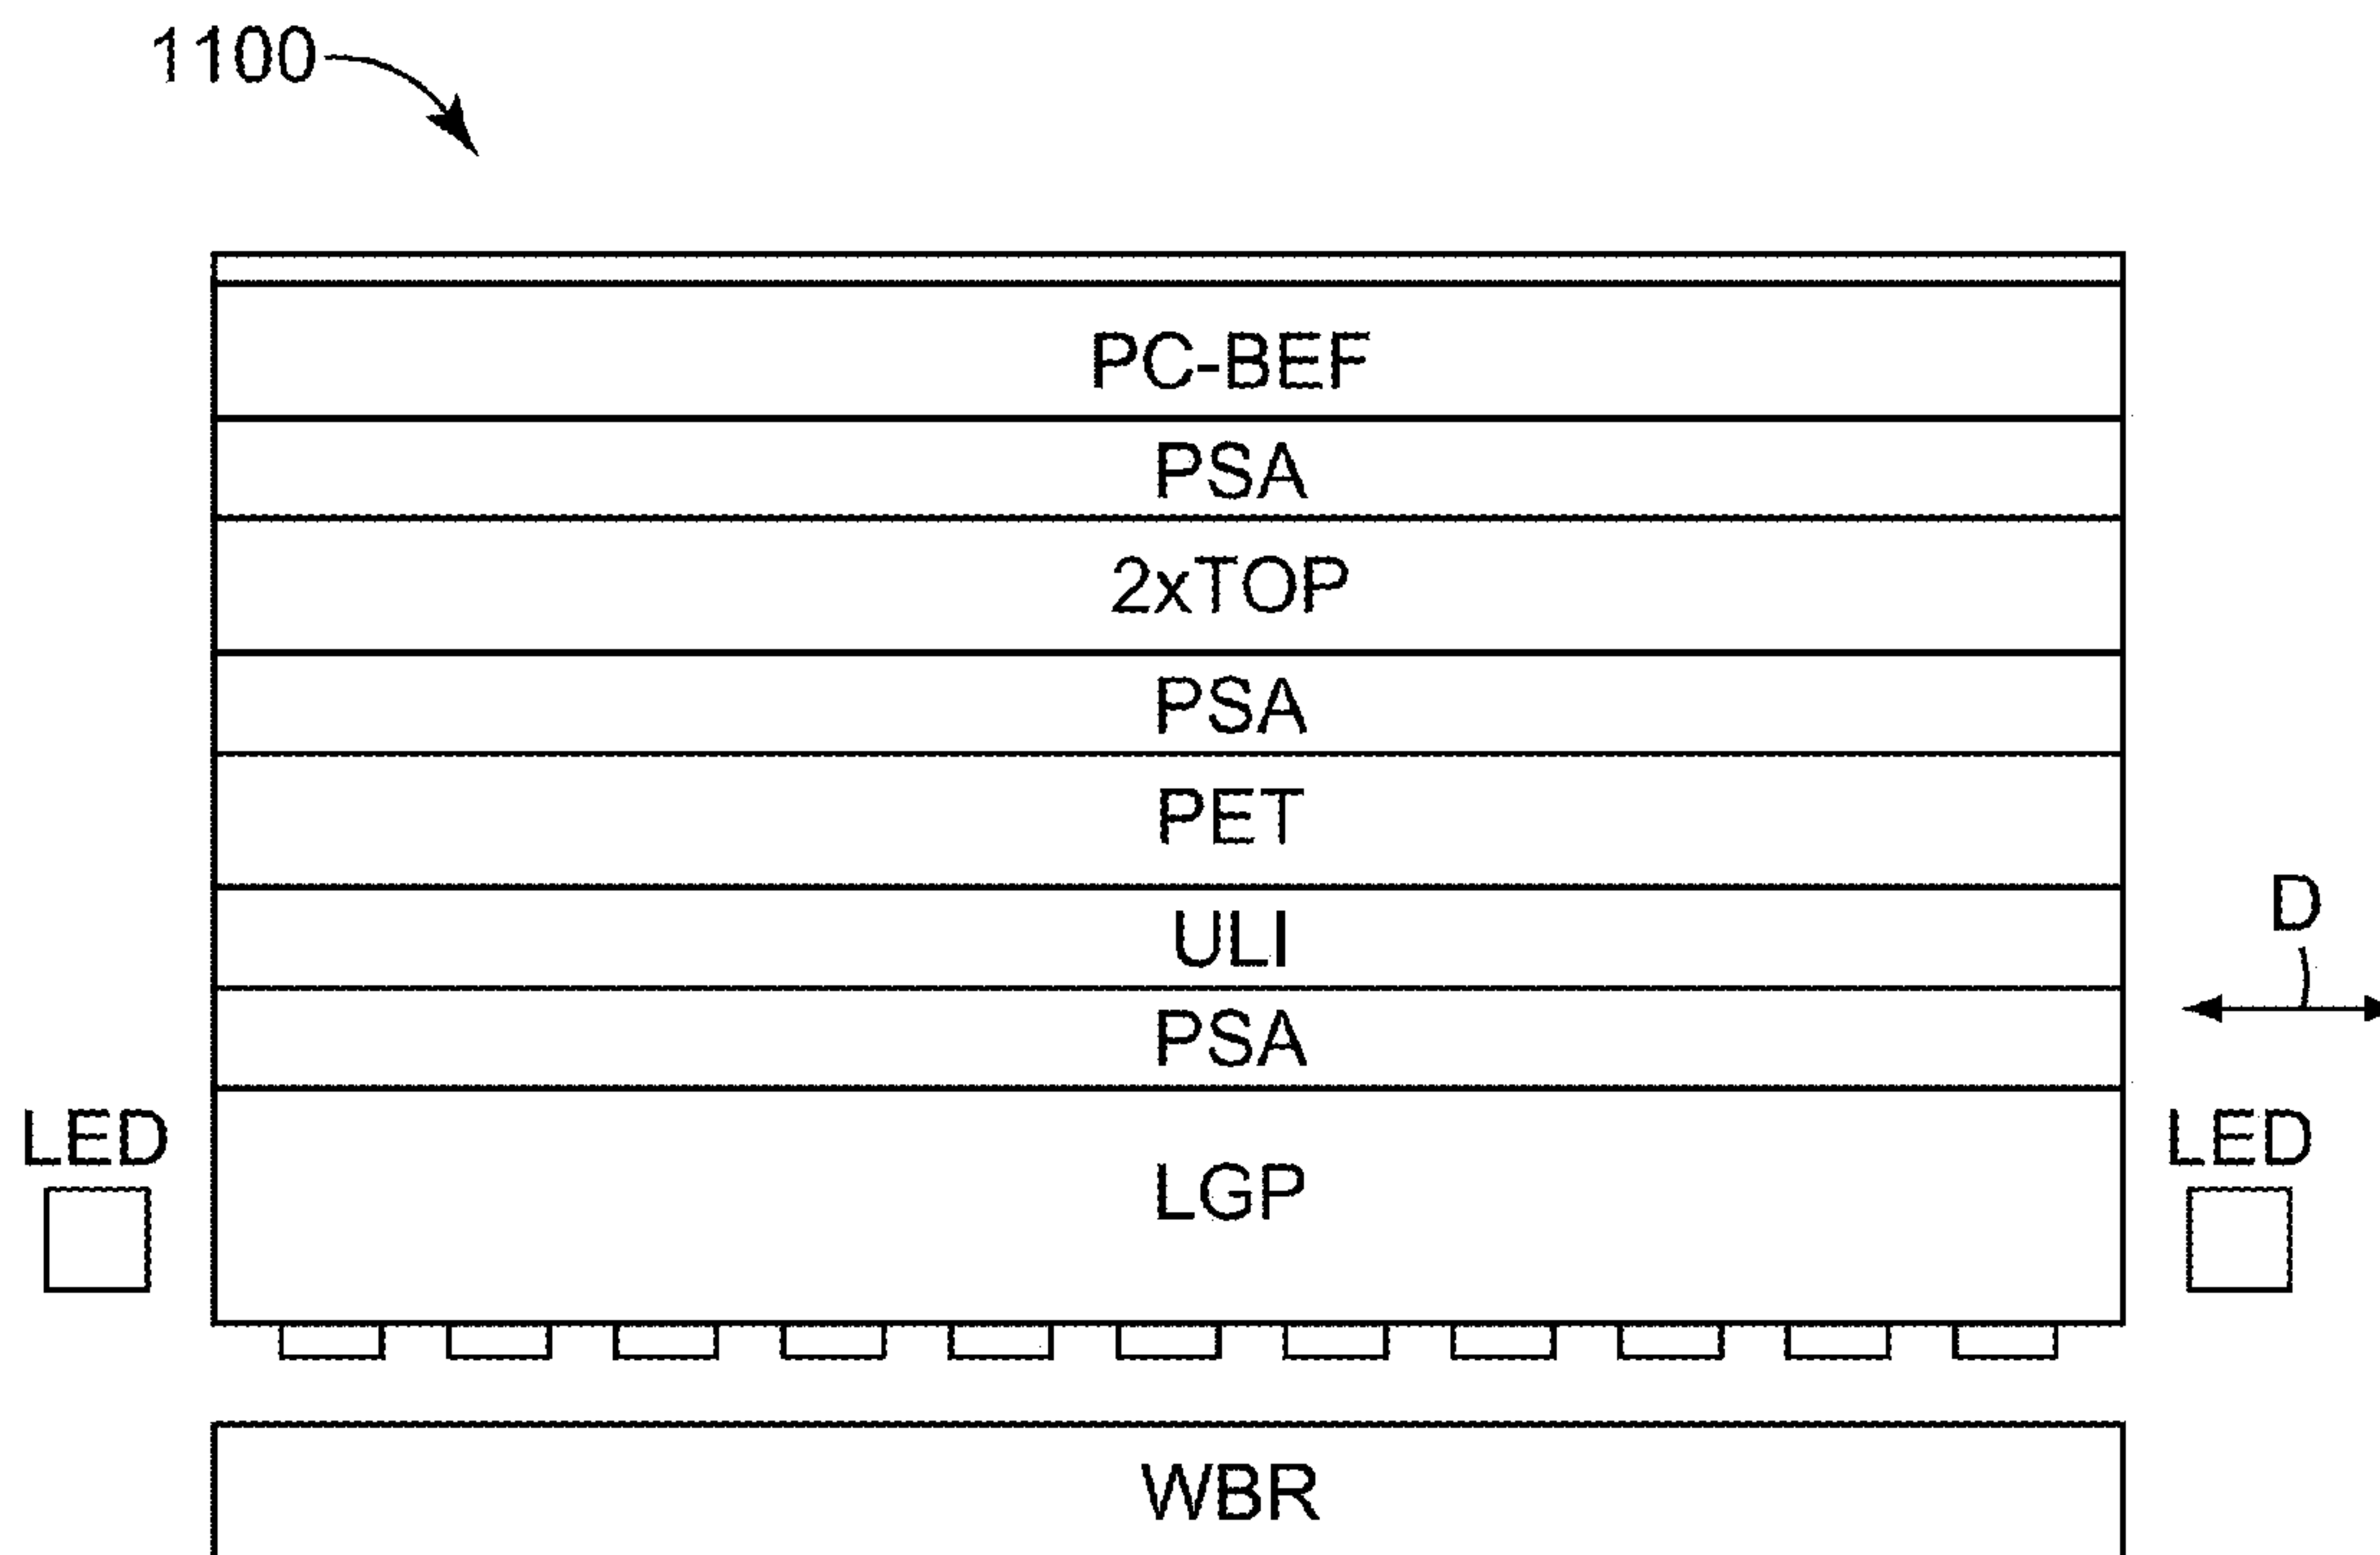 1100
PC-BEF
PSA
2xTOP
PSA
PET
ULI
D
PSA
LED
LED
LGP
WBR